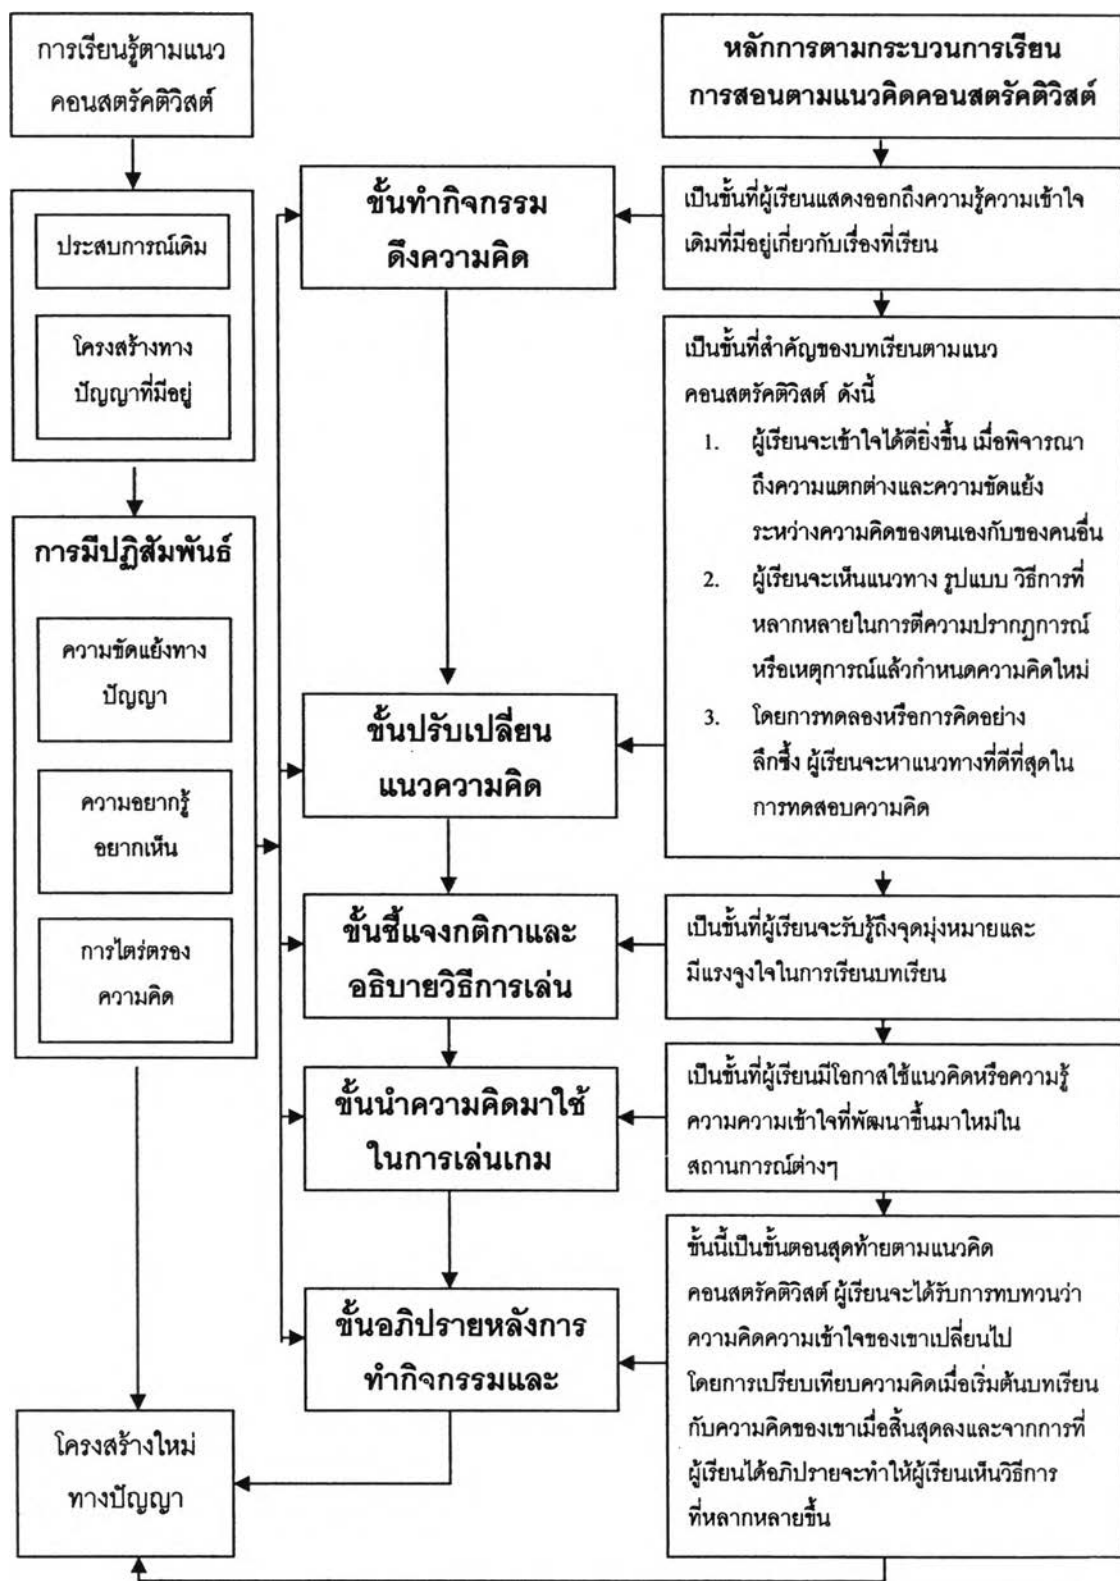 การเรียนรู้ตามแนว
คอนสตรัคติวิสต์
ประสบการณ์เดิม
โครงสร้างทาง
ปัญญาที่มีอยู่
การมีปฏิสัมพันธ์
ความขัดแย้งทาง
ปัญญา
ความอยากรู้
อยากเห็น
การไตร่ตรอง
ความคิด
โครงสร้างใหม่
ทางปัญญา
ขั้นทำกิจกรรม
ดึงความคิด
ขั้นปรับเปลี่ยน
แนวความคิด
ขั้นชี้แจงกติกาและ
อธิบายวิธีการเล่น
ขั้นนำความคิดมาใช้
ในการเล่นเกม
ขั้นอภิปรายหลังการ
ทำกิจกรรมและ
หลักการตามกระบวนการเรียน
การสอนตามแนวคิดคอนสตรัคติวิสต์
เป็นขั้นที่ผู้เรียนแสดงออกถึงความรู้ความเข้าใจ
เดิมที่มีอยู่เกี่ยวกับเรื่องที่เรียน
เป็นขั้นที่สำคัญของบทเรียนตามแนว
คอนสตรัคติวิสต์ ดังนี้
1. ผู้เรียนจะเข้าใจได้ดียิ่งขึ้น เมื่อพิจารณา
ถึงความแตกต่างและความขัดแย้ง
ระหว่างความคิดของตนเองกับของคนอื่น
2. ผู้เรียนจะเห็นแนวทาง รูปแบบ วิธีการที่
หลากหลายในการตีความปรากฏการณ์
หรือเหตุการณ์แล้วกำหนดความคิดใหม่
3. โดยการทดลองหรือการคิดอย่าง
ลึกซึ้ง ผู้เรียนจะหาแนวทางที่ดีที่สุดใน
การทดสอบความคิด
เป็นขั้นที่ผู้เรียนจะรับรู้ถึงจุดมุ่งหมายและ
มีแรงจูงใจในการเรียนบทเรียน
เป็นขั้นที่ผู้เรียนมีโอกาสใช้แนวคิดหรือความรู้
ความความเข้าใจที่พัฒนาขึ้นมาใหม่ใน
สถานการณ์ต่างๆ
ขั้นนี้เป็นขั้นตอนสุดท้ายตามแนวคิด
คอนสตรัคติวิสต์ ผู้เรียนจะได้รับการทบทวนว่า
ความคิดความเข้าใจของเขาเปลี่ยนไป
โดยการเปรียบเทียบความคิดเมื่อเริ่มต้นบทเรียน
กับความคิดของเขาเมื่อสิ้นสุดลงและจากการที่
ผู้เรียนได้อภิปรายจะทำให้ผู้เรียนเห็นวิธีการ
ที่หลากหลายขึ้น